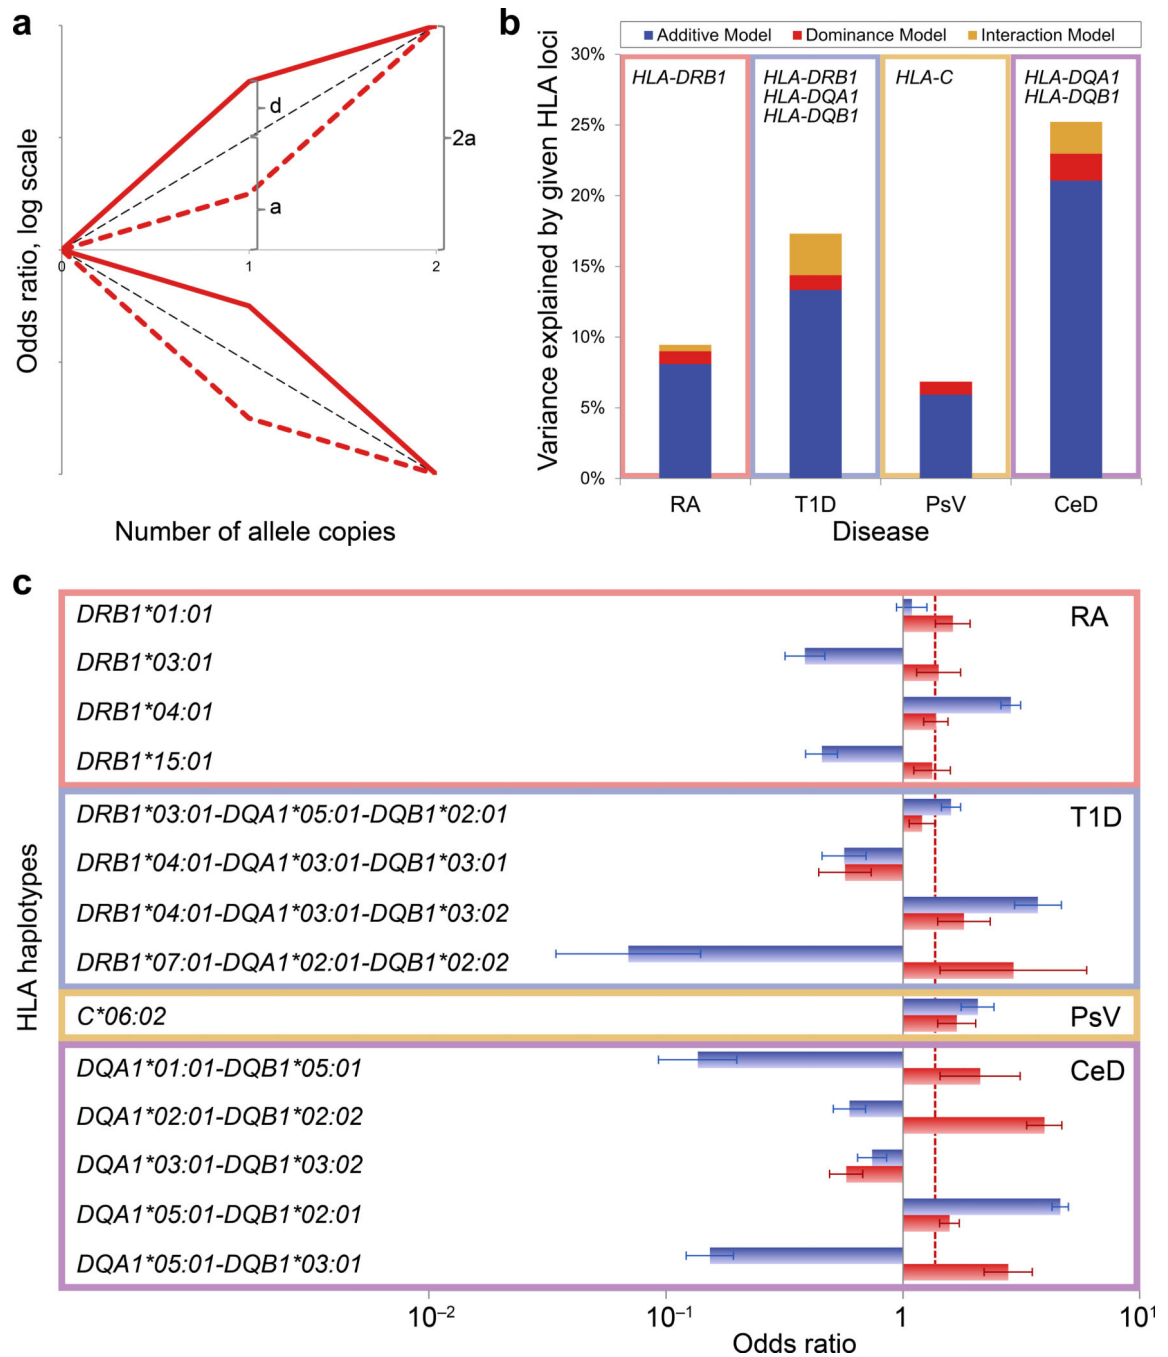 a
Odds ratio, log scale
d
a
2a
0
1
2
Number of allele copies
b
Additive Model Dominance Model Interaction Model
Variance explained by given HLA loci
30%
25%
20%
15%
10%
5%
0%
HLA-DRB1
HLA-DRB1
HLA-DQA1
HLA-DQB1
HLA-C
HLA-DQA1
HLA-DQB1
RA T1D PsV CeD
Disease
c
HLA haplotypes
RA
DRB1*01:01
DRB1*03:01
DRB1*04:01
DRB1*15:01
T1D
DRB1*03:01-DQA1*05:01-DQB1*02:01
DRB1*04:01-DQA1*03:01-DQB1*03:01
DRB1*04:01-DQA1*03:01-DQB1*03:02
DRB1*07:01-DQA1*02:01-DQB1*02:02
PsV
C*06:02
CeD
DQA1*01:01-DQB1*05:01
DQA1*02:01-DQB1*02:02
DQA1*03:01-DQB1*03:02
DQA1*05:01-DQB1*02:01
DQA1*05:01-DQB1*03:01
10⁻² 10⁻¹ 1 10¹
Odds ratio